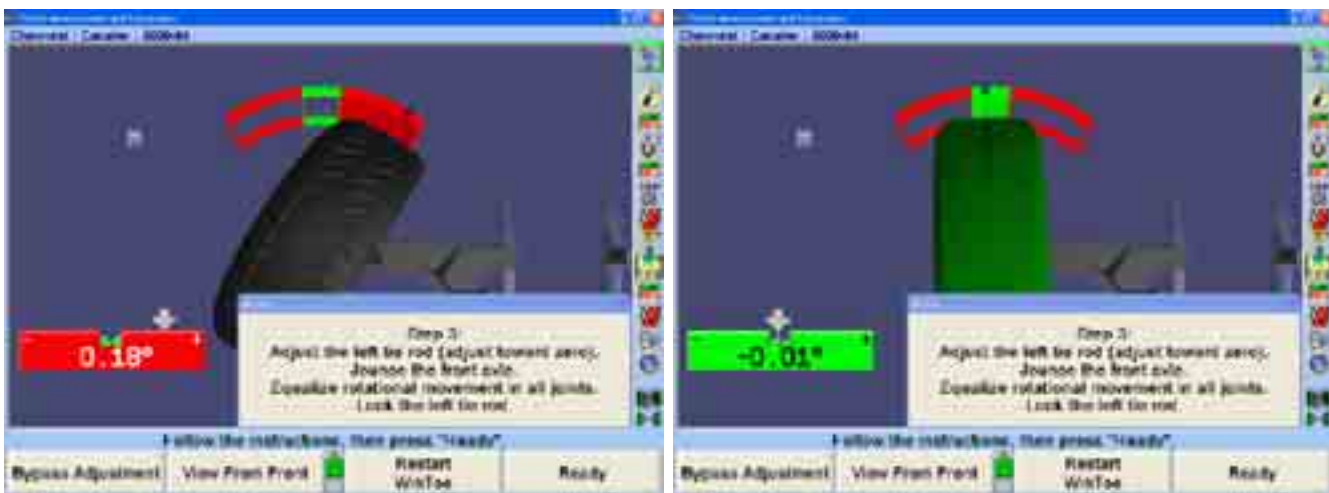 Chevrolet | Cavalier | 2000-04
0.18°
- +
Step 3:
Adjust the left tie rod (adjust toward zero).
Jounce the front axle.
Equalize rotational movement in all joints.
Lock the left tie rod
Follow the instructions, then press "Ready".
Bypass Adjustment
View From Front
Restart
WinToe
Ready
Chevrolet | Cavalier
-0.01°
- +
Step 3:
Adjust the left tie rod (adjust toward zero).
Jounce the front axle.
Equalize rotational movement in all joints.
Lock the left tie rod
Follow the instructions, then press "Ready".
Bypass Adjustment
View From Front
Restart
WinToe
Ready